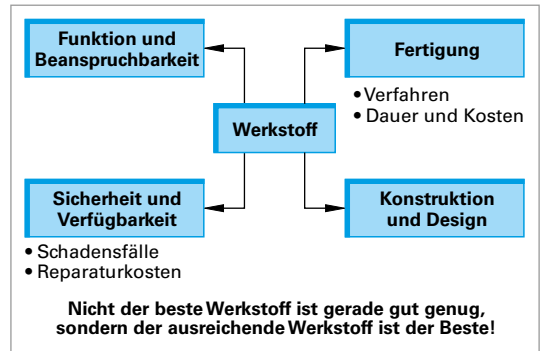 Funktion und
Beanspruchbarkeit
Fertigung
• Verfahren
• Dauer und Kosten
Werkstoff
Sicherheit und
Verfügbarkeit
• Schadensfälle
• Reparaturkosten
Konstruktion
und Design
Nicht der beste Werkstoff ist gerade gut genug,
sondern der ausreichende Werkstoff ist der Beste!